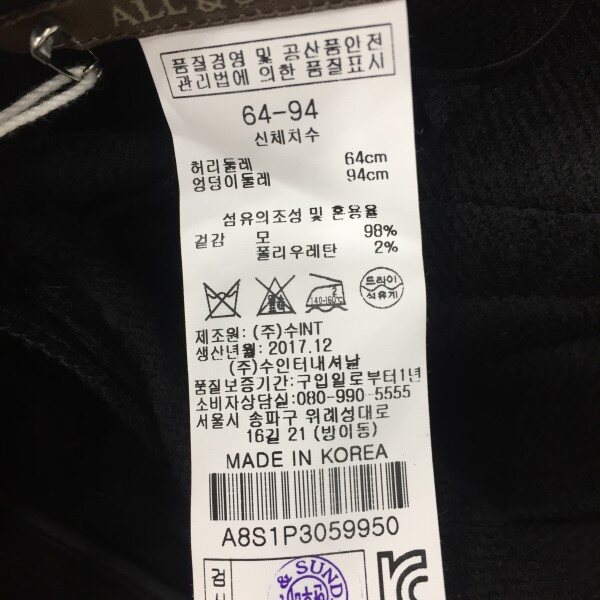 ALL &
품질경영 및 공산품안전
관리법에 의한 품질표시
64-94
신체치수
허리둘레 64cm
엉덩이둘레 94cm
섬유의조성 및 혼용율
겉감 모 98%
폴리우레탄 2%
2
140-160℃
드라이
석유계
제조원: (주)수INT
생산년월: 2017.12
(주)수인터내셔날
품질보증기간: 구입일로부터1년
소비자상담실: 080-990-5555
서울시 송파구 위례성대로
16길 21 (방이동)
MADE IN KOREA
A8S1P3059950
검
& SUND